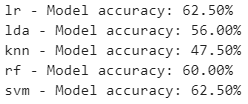 lr - Model accuracy: 62.50%
lda - Model accuracy: 56.00%
knn - Model accuracy: 47.50%
rf - Model accuracy: 60.00%
svm - Model accuracy: 62.50%